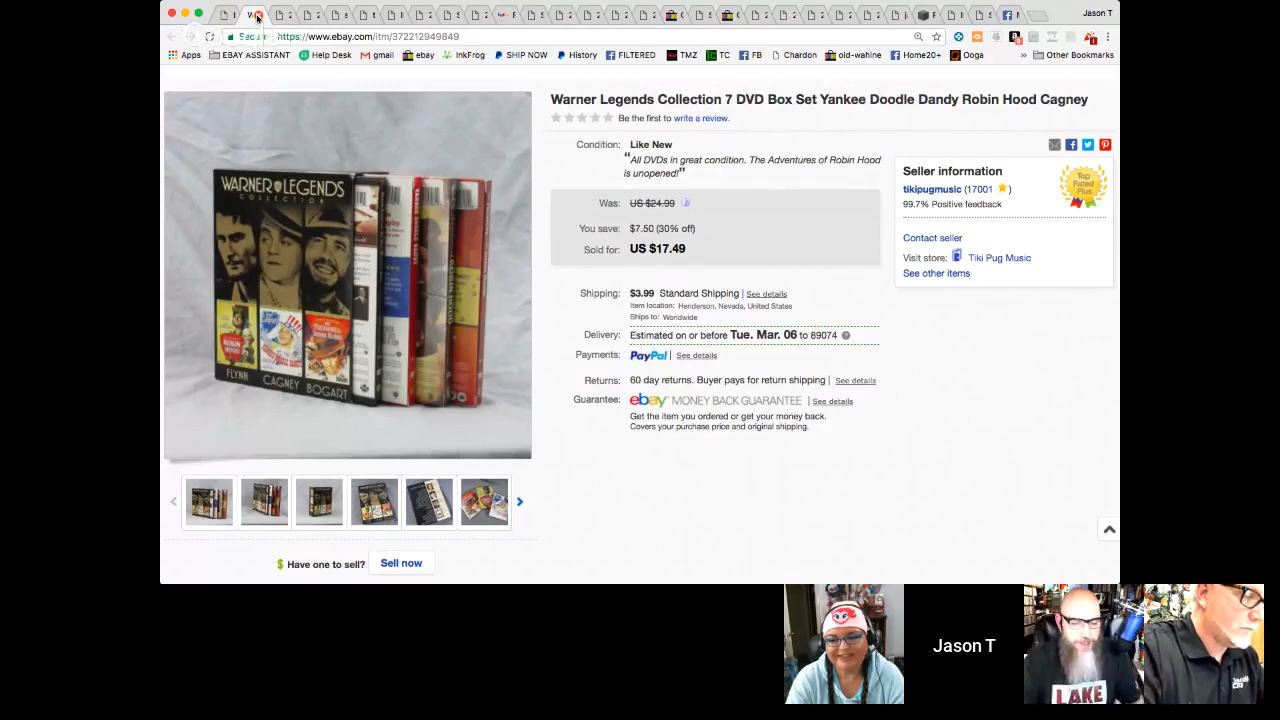 Jason T
Secure https://www.ebay.com/itm/372212949849
Apps EBAY ASSISTANT Help Desk gmail ebay InkFrog SHIP NOW History FILTERED TMZ TC FB Chardon old-wahine Home20+ Ooga » Other Bookmarks
Warner Legends Collection 7 DVD Box Set Yankee Doodle Dandy Robin Hood Cagney
Be the first to write a review.
Condition: Like New
“All DVDs in great condition. The Adventures of Robin Hood
is unopened!”
Was: US $24.99
You save: $7.50 (30% off)
Sold for: US $17.49
Shipping: $3.99 Standard Shipping | See details
Item location: Henderson, Nevada, United States
Ships to: Worldwide
Delivery: Estimated on or before Tue. Mar. 06 to 89074
Payments: PayPal | See details
Returns: 60 day returns. Buyer pays for return shipping | See details
Guarantee: ebay MONEY BACK GUARANTEE | See details
Get the item you ordered or get your money back.
Covers your purchase price and original shipping.
Seller information
tikipugmusic (17001 )
99.7% Positive feedback
Top
Rated
Plus
Contact seller
Visit store: Tiki Pug Music
See other items
WARNER LEGENDS
COLLECTION
FLYNN CAGNEY BOGART
$ Have one to sell? Sell now
Jason T
LAKE